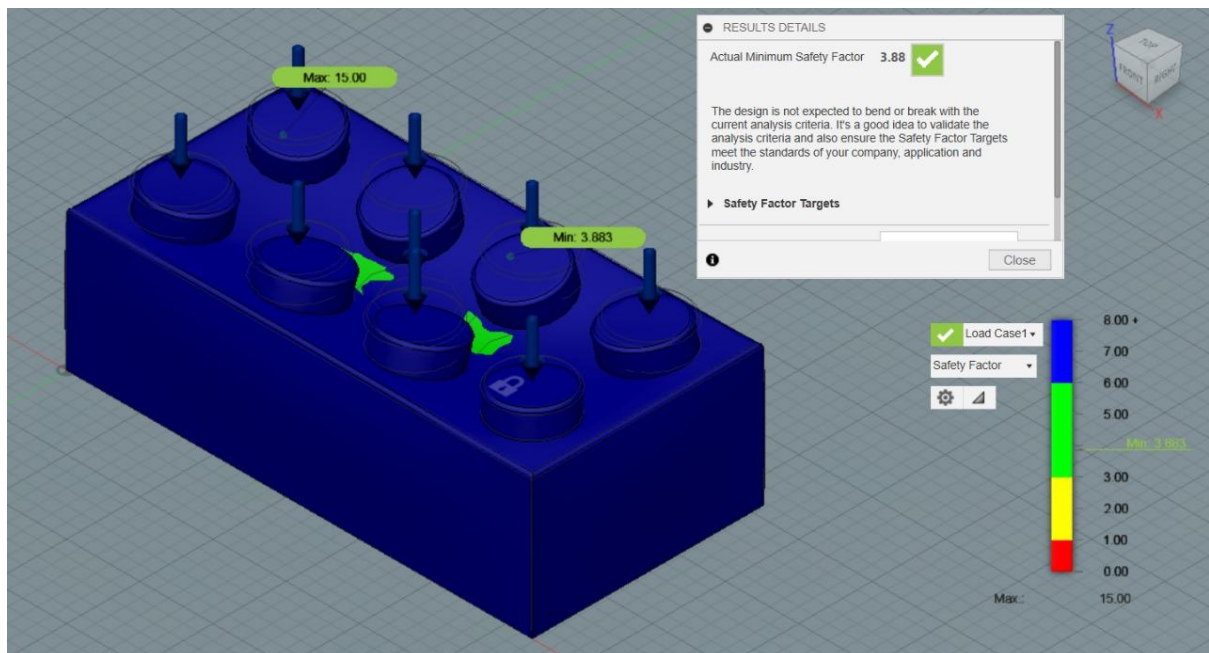 RESULTS DETAILS
Actual Minimum Safety Factor 3.88
The design is not expected to bend or break with the
current analysis criteria. It's a good idea to validate the
analysis criteria and also ensure the Safety Factor Targets
meet the standards of your company, application and
industry.
Safety Factor Targets
Close
Z
TOP
FRONT
RIGHT
X
Max: 15.00
Min: 3.883
Load Case1
Safety Factor
8.00 +
7.00
6.00
5.00
Min: 3.883
3.00
2.00
1.00
0.00
Max.: 15.00